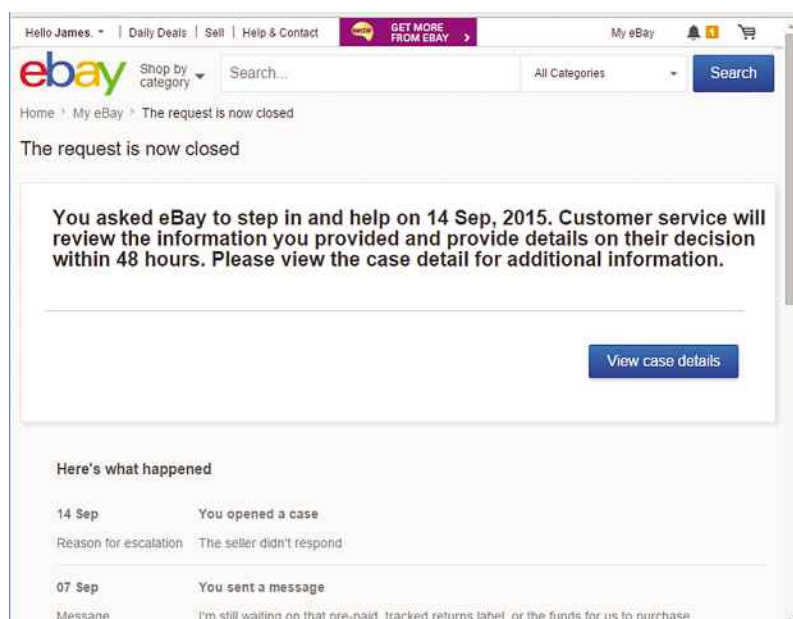 Hello James. Daily Deals Sell Help & Contact GET MORE FROM EBAY My eBay 1
ebay Shop by category Search... All Categories Search
Home My eBay The request is now closed
The request is now closed
You asked eBay to step in and help on 14 Sep, 2015. Customer service will
review the information you provided and provide details on their decision
within 48 hours. Please view the case detail for additional information.
View case details
Here's what happened
14 Sep You opened a case
Reason for escalation The seller didn't respond
07 Sep You sent a message
Message I'm still waiting on that pre-paid, tracked returns label, or the funds for us to purchase